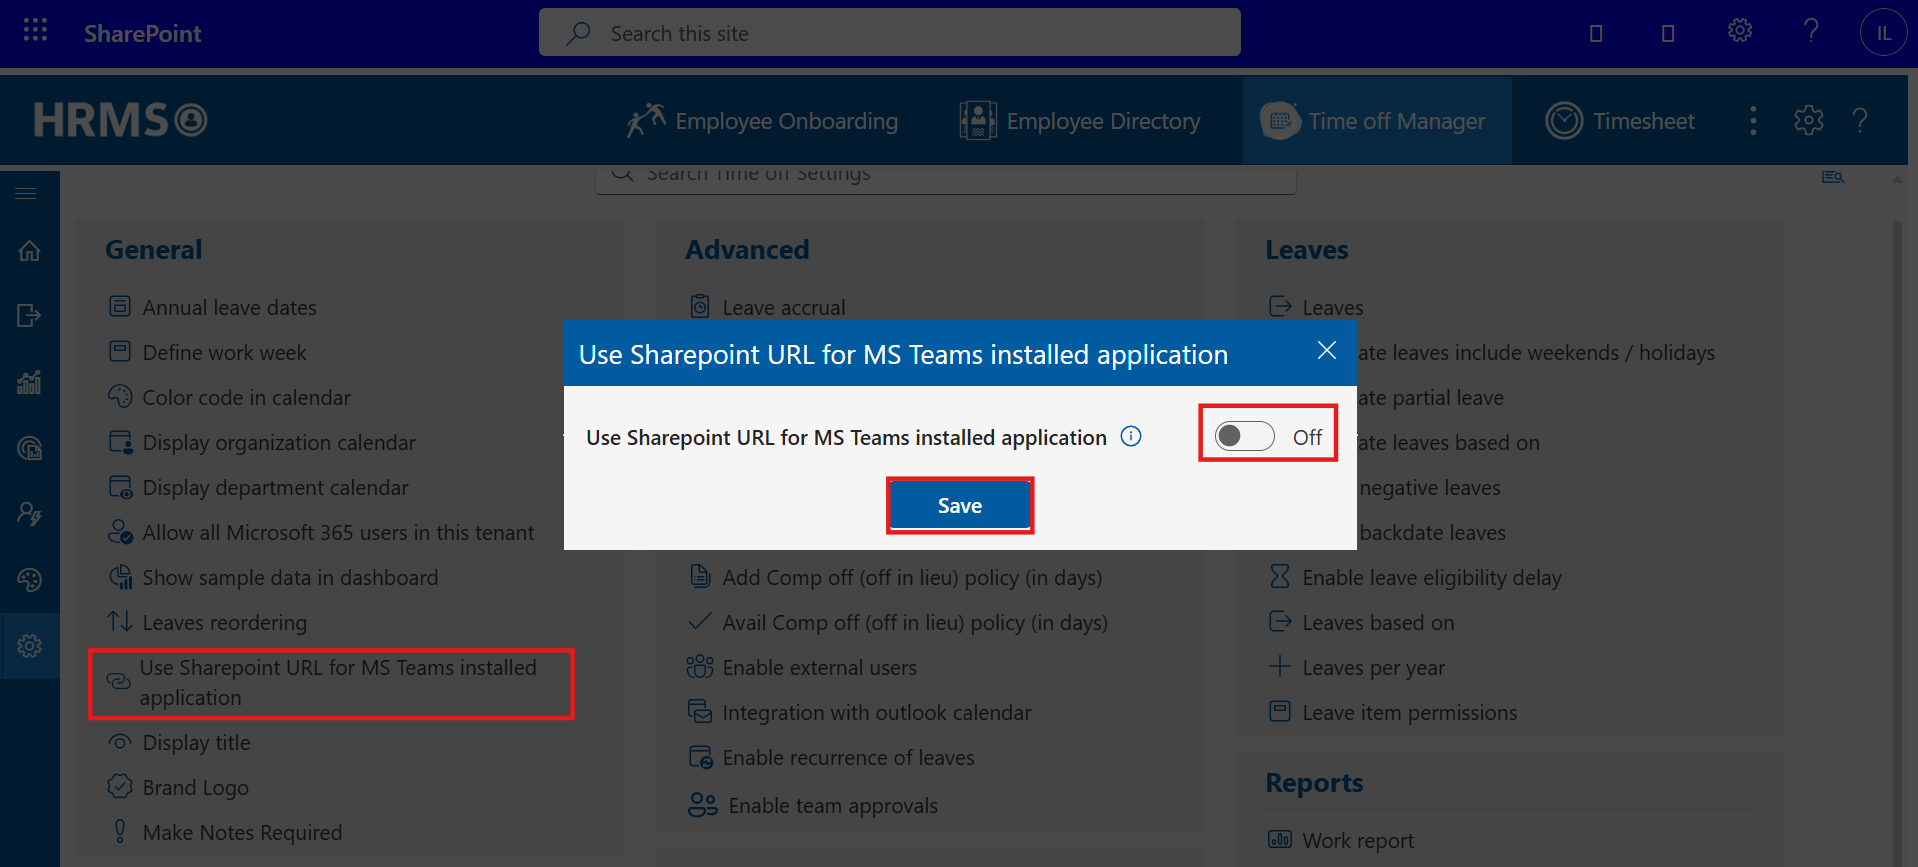 SharePoint
Search this site
IL
HRMS
Employee Onboarding
Employee Directory
Time off Manager
Timesheet
Search Time off Settings
General
Annual leave dates
Define work week
Color code in calendar
Display organization calendar
Display department calendar
Allow all Microsoft 365 users in this tenant
Show sample data in dashboard
Leaves reordering
Use Sharepoint URL for MS Teams installed
application
Display title
Brand Logo
Make Notes Required
Advanced
Leave accrual
Add Comp off (off in lieu) policy (in days)
Avail Comp off (off in lieu) policy (in days)
Enable external users
Integration with outlook calendar
Enable recurrence of leaves
Enable team approvals
Leaves
Leaves
ate leaves include weekends / holidays
ate partial leave
ate leaves based on
negative leaves
backdate leaves
Enable leave eligibility delay
Leaves based on
Leaves per year
Leave item permissions
Reports
Work report
Use Sharepoint URL for MS Teams installed application
Use Sharepoint URL for MS Teams installed application
Off
Save